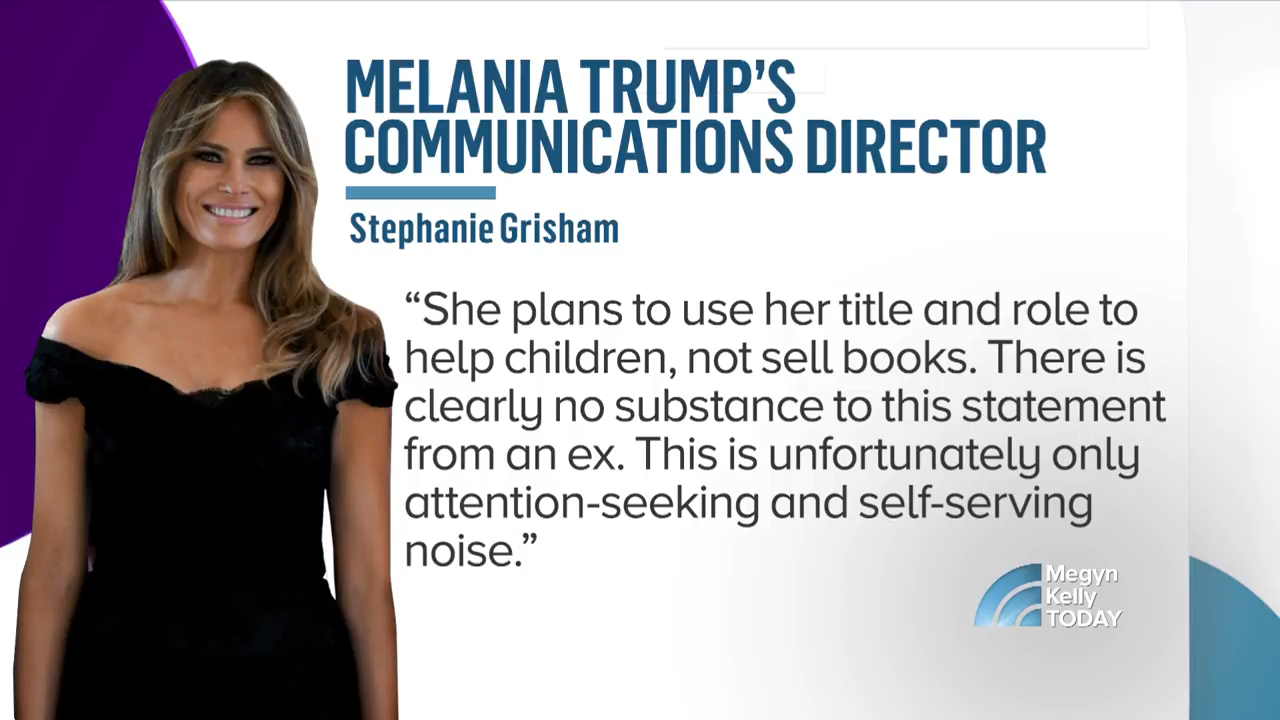 MELANIA TRUMP’S
COMMUNICATIONS DIRECTOR
Stephanie Grisham
“She plans to use her title and role to
help children, not sell books. There is
clearly no substance to this statement
from an ex. This is unfortunately only
attention-seeking and self-serving
noise.”
Megyn
Kelly
TODAY